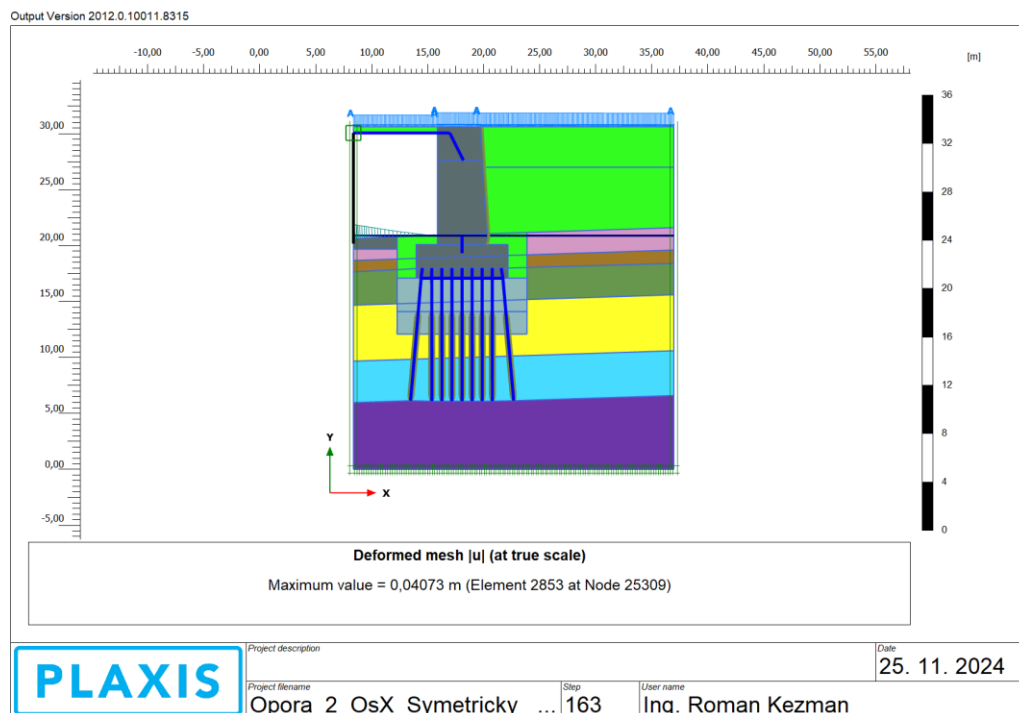 Output Version 2012.0.10011.8315
-10,00 -5,00 0,00 5,00 10,00 15,00 20,00 25,00 30,00 35,00 40,00 45,00 50,00 55,00
[m]
36
A A A A
30,00
32
25,00
28
20,00
24
15,00
20
10,00
16
5,00
12
0,00
8
-5,00
4
0
Y
X
Deformed mesh |u| (at true scale)
Maximum value = 0,04073 m (Element 2853 at Node 25309)
PLAXIS
Project description
Date
25. 11. 2024
Project filename
Opora_2_OsX_Symetricky_ ...
Step
163
User name
Ing. Roman Kezman